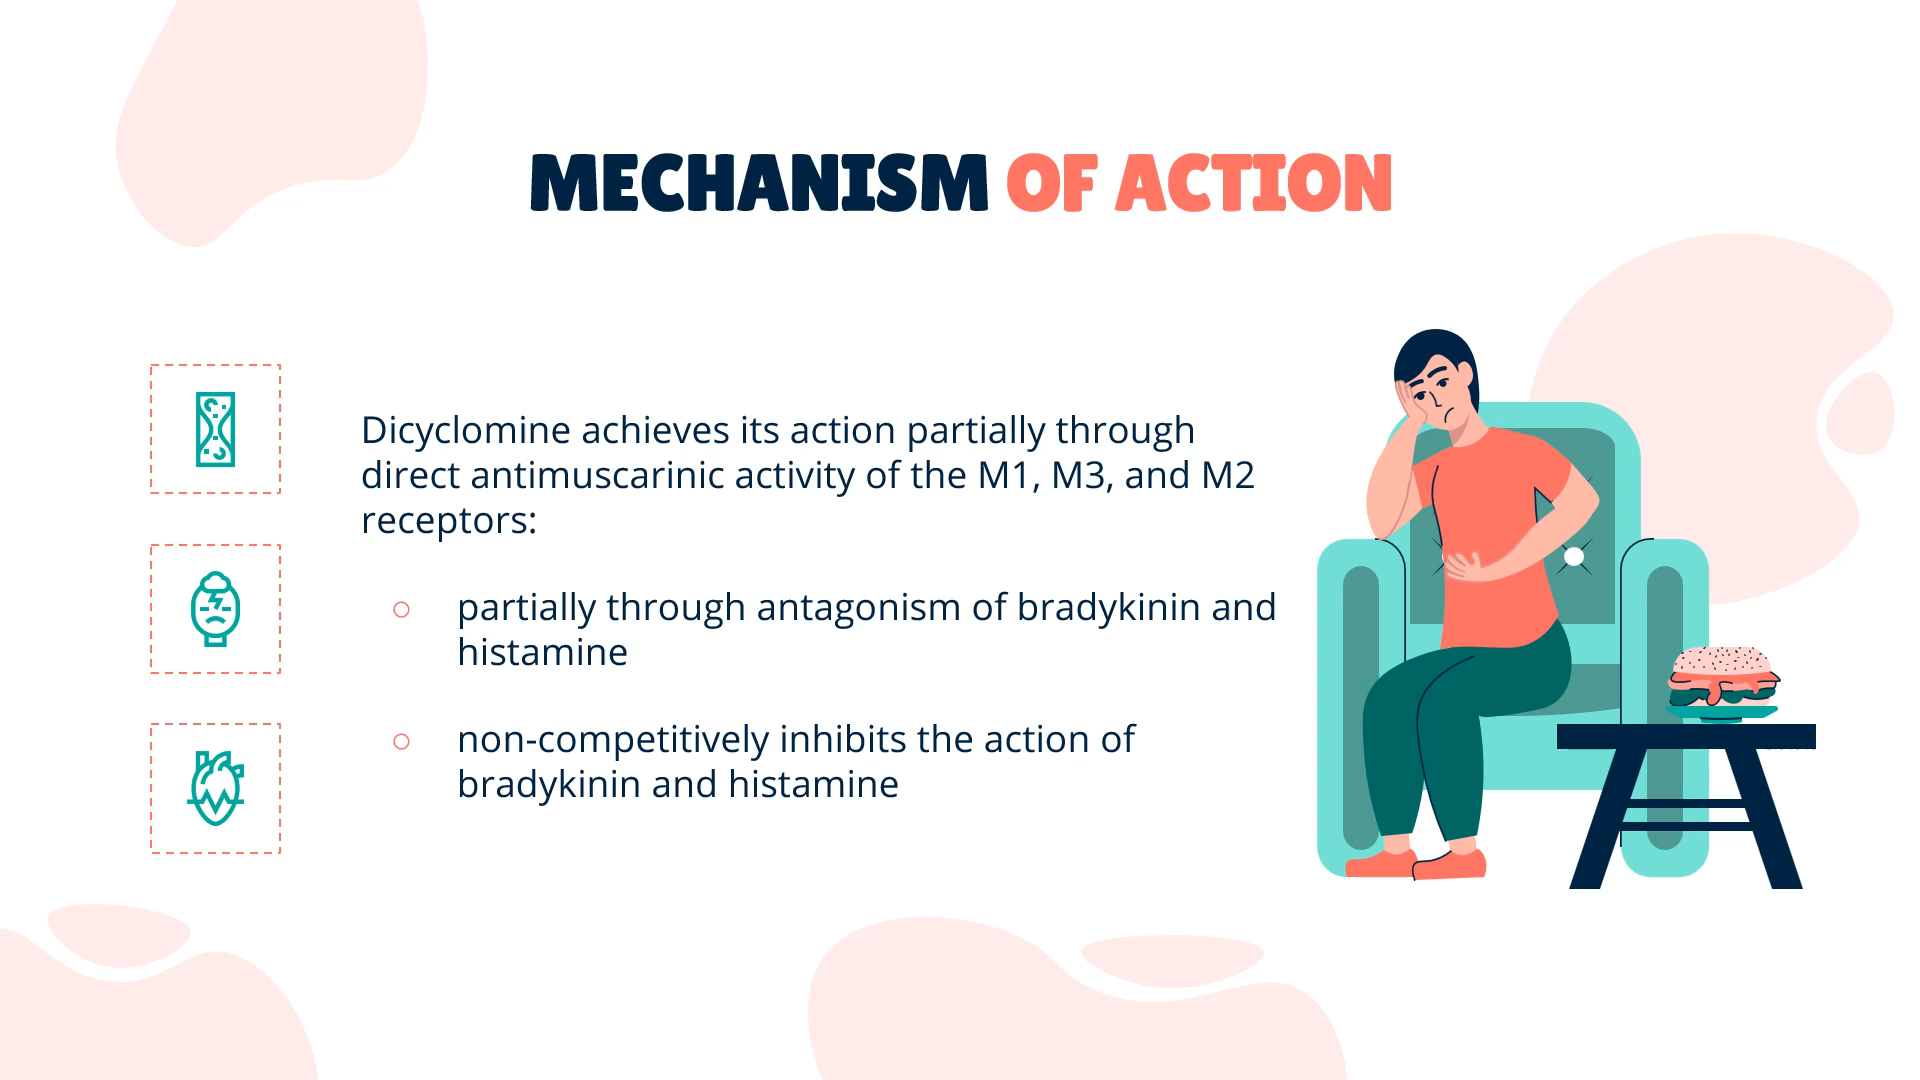 MECHANISM OF ACTION
Dicyclomine achieves its action partially through
direct antimuscarinic activity of the M1, M3, and M2
receptors:
○ partially through antagonism of bradykinin and
histamine
○ non-competitively inhibits the action of
bradykinin and histamine